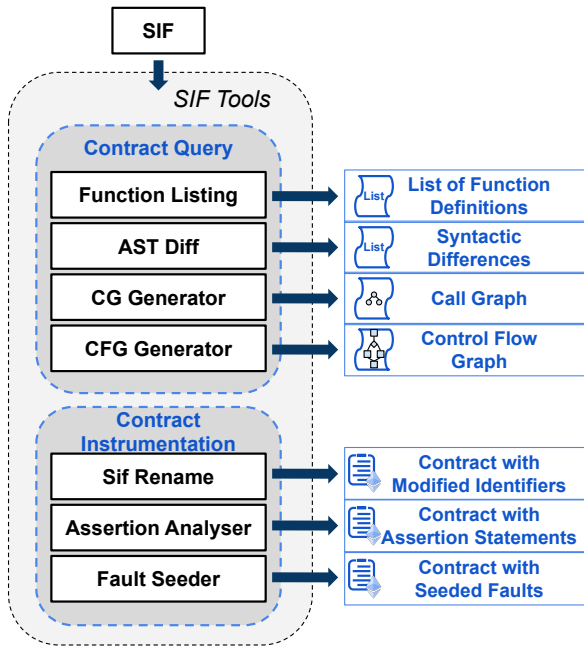 SIF
SIF Tools
Contract Query
Function Listing
AST Diff
CG Generator
CFG Generator
List
List of Function
Definitions
List
Syntactic
Differences
Call Graph
Control Flow
Graph
Contract
Instrumentation
Sif Rename
Assertion Analyser
Fault Seeder
Contract with
Modified Identifiers
Contract with
Assertion Statements
Contract with
Seeded Faults